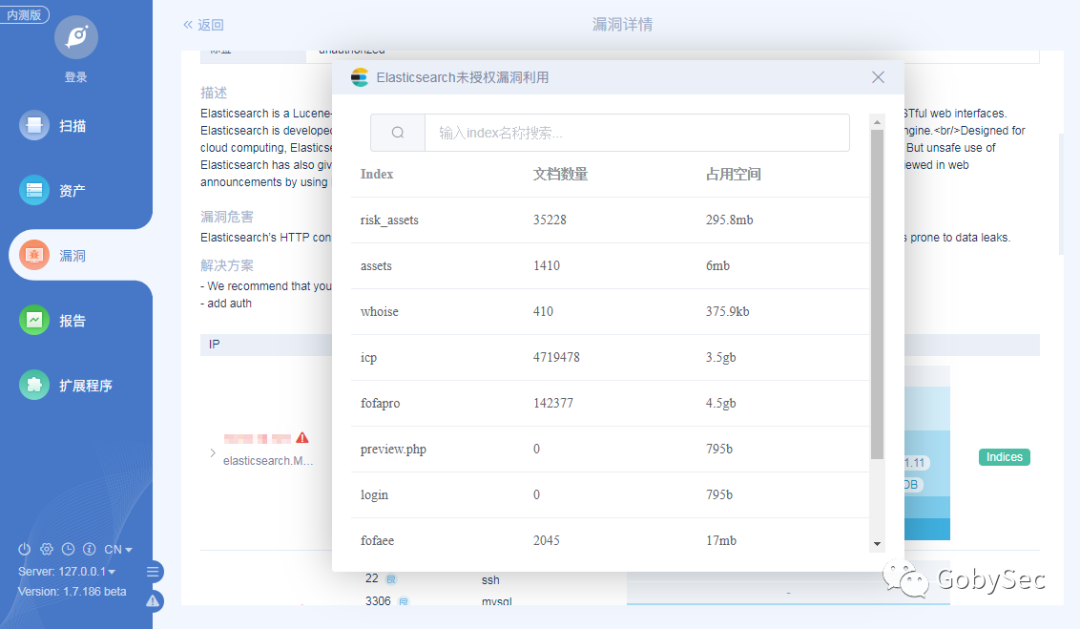 内测版
登录
扫描
资产
漏洞
报告
扩展程序
CN
Server: 127.0.0.1
Version: 1.7.186 beta
« 返回
漏洞详情
unauthorized
描述
Elasticsearch is a Lucene-
STful web interfaces.
Elasticsearch is develope
ngine.<br/>Designed for
cloud computing, Elastics
But unsafe use of
Elasticsearch has also giv
iewed in web
announcements by using
漏洞危害
Elasticsearch's HTTP con
s prone to data leaks.
解决方案
- We recommend that you
- add auth
IP
elasticsearch.M...
1.11
DB
Indices
Elasticsearch未授权漏洞利用
输入index名称搜索...
Index 文档数量 占用空间
risk_assets 35228 295.8mb
assets 1410 6mb
whoise 410 375.9kb
icp 4719478 3.5gb
fofapro 142377 4.5gb
preview.php 0 795b
login 0 795b
fofaee 2045 17mb
22 ssh
3306 mysql
-
GobySec